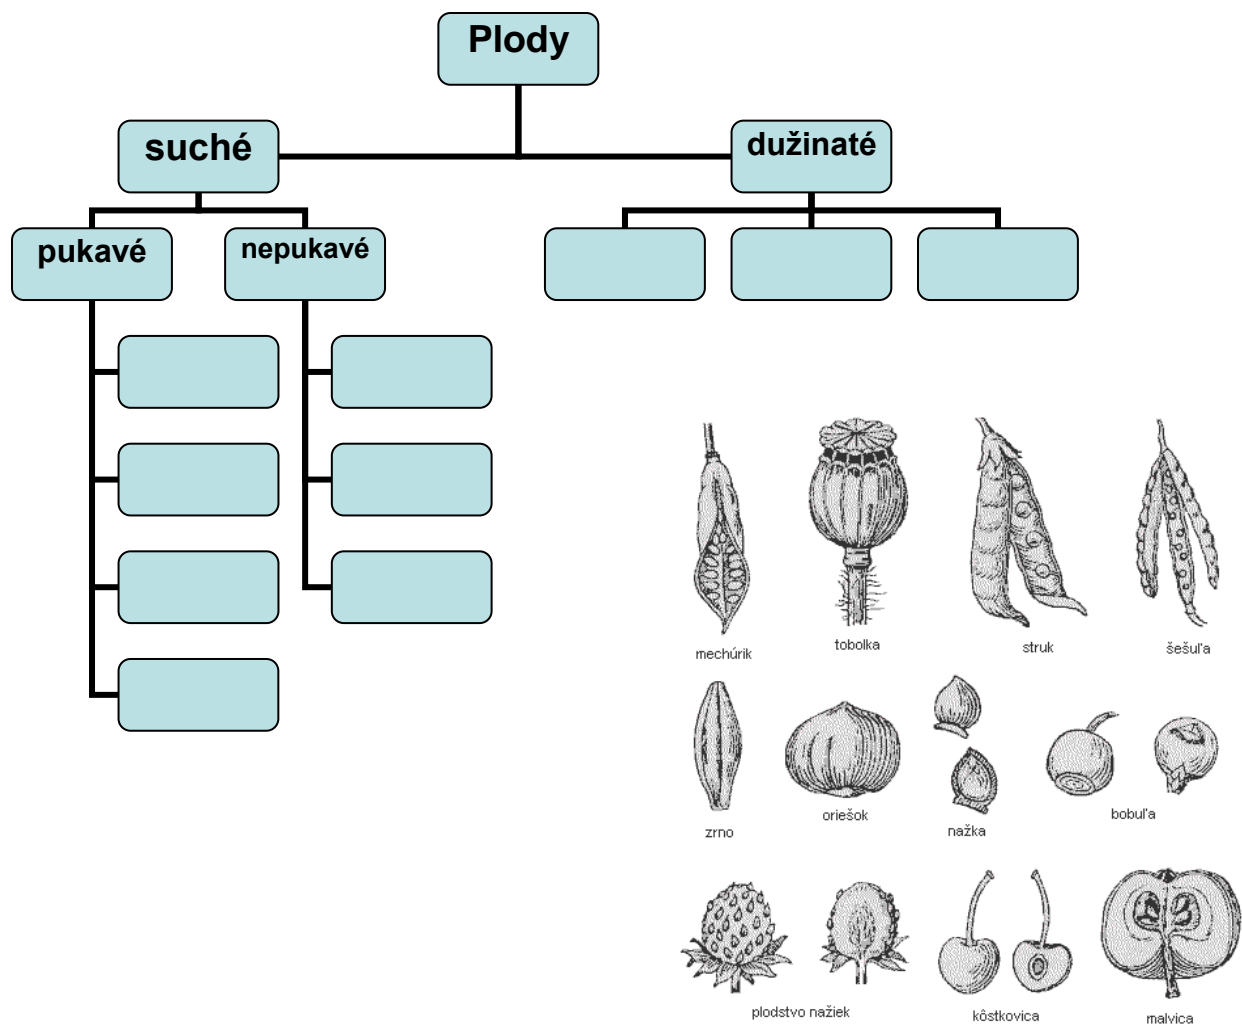 Plody
suché
dužinaté
pukavé
nepukavé
mechúrik
tobolka
struk
šešuľa
zrno
oriešok
nažka
bobuľa
plodstvo nažiek
kôstkovica
malvica